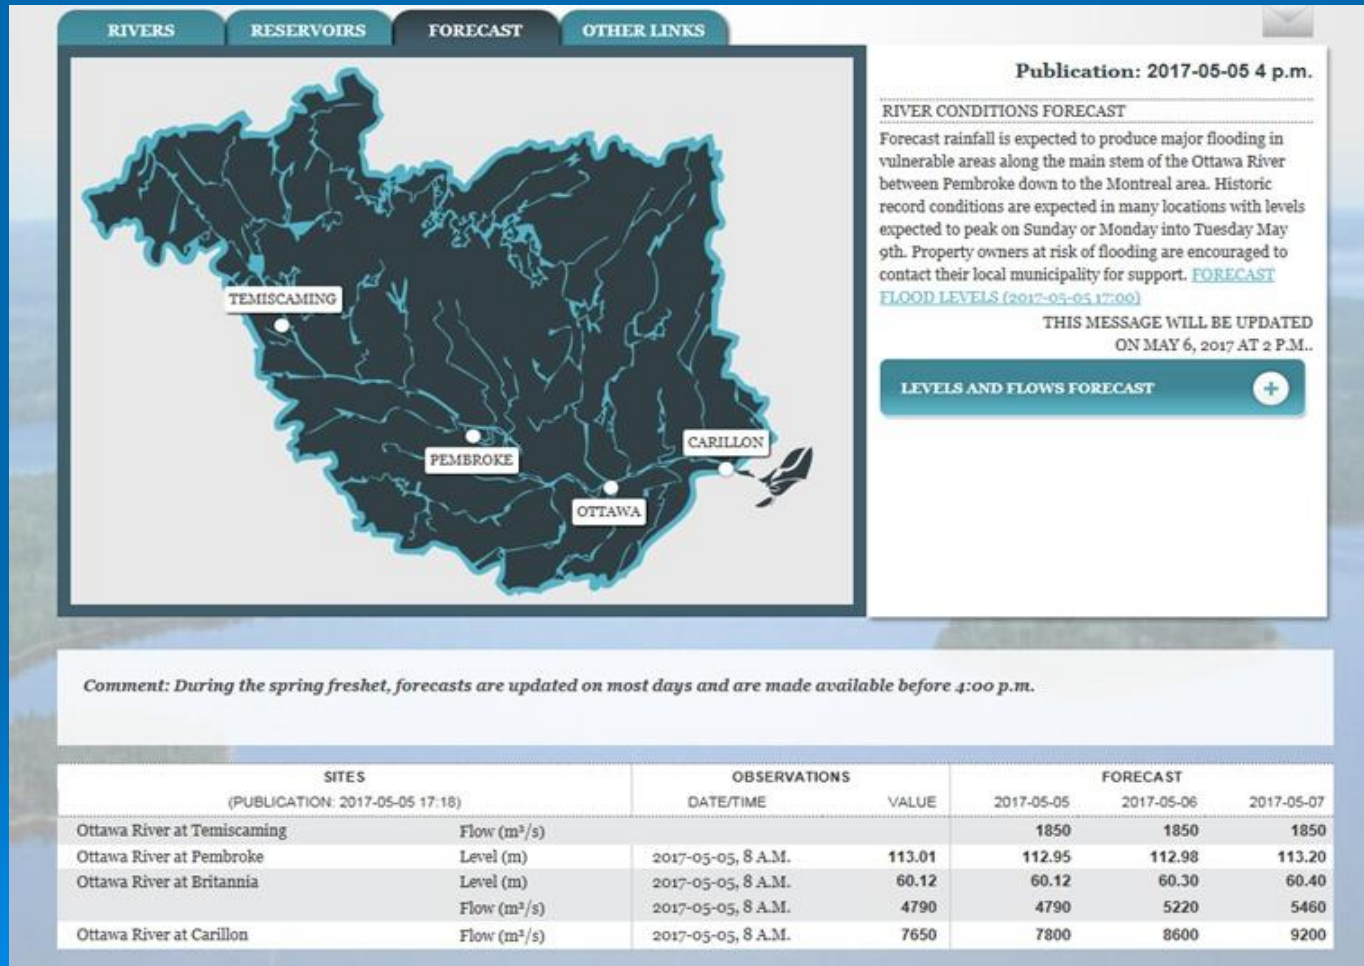 RIVERS RESERVOIRS FORECAST OTHER LINKS
TEMISCAMING
PEMBROKE
OTTAWA
CARILLON
Publication: 2017-05-05 4 p.m.
RIVER CONDITIONS FORECAST
Forecast rainfall is expected to produce major flooding in
vulnerable areas along the main stem of the Ottawa River
between Pembroke down to the Montreal area. Historic
record conditions are expected in many locations with levels
expected to peak on Sunday or Monday into Tuesday May
9th. Property owners at risk of flooding are encouraged to
contact their local municipality for support. FORECAST
FLOOD LEVELS (2017-05-05 17:00)
THIS MESSAGE WILL BE UPDATED
ON MAY 6, 2017 AT 2 P.M..
LEVELS AND FLOWS FORECAST +
Comment: During the spring freshet, forecasts are updated on most days and are made available before 4:00 p.m.
SITES OBSERVATIONS FORECAST
(PUBLICATION: 2017-05-05 17:18) DATE/TIME VALUE 2017-05-05 2017-05-06 2017-05-07
Ottawa River at Temiscaming Flow (m³/s) 1850 1850 1850
Ottawa River at Pembroke Level (m) 2017-05-05, 8 A.M. 113.01 112.95 112.98 113.20
Ottawa River at Britannia Level (m) 2017-05-05, 8 A.M. 60.12 60.12 60.30 60.40
Flow (m³/s) 2017-05-05, 8 A.M. 4790 4790 5220 5460
Ottawa River at Carillon Flow (m³/s) 2017-05-05, 8 A.M. 7650 7800 8600 9200